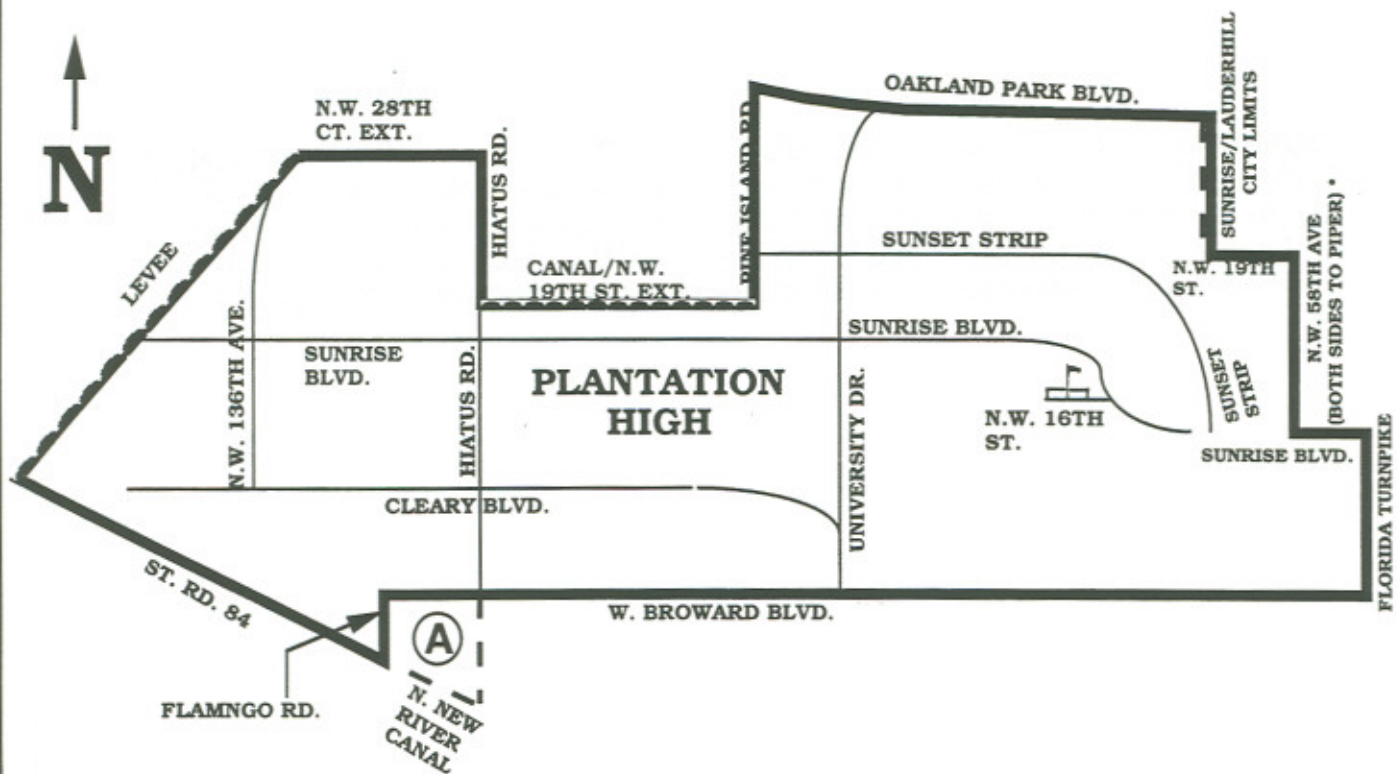 N
OAKLAND PARK BLVD.
SUNRISE/LAUDERHILL
CITY LIMITS
N.W. 28TH
CT. EXT.
HIATUS RD.
PINE ISLAND RD.
LEVEE
CANAL/N.W.
19TH ST. EXT.
SUNSET STRIP
N.W. 19TH
ST.
N.W. 58TH AVE
(BOTH SIDES TO PIPER) *
N.W. 136TH AVE.
SUNRISE
BLVD.
HIATUS RD.
SUNRISE BLVD.
PLANTATION
HIGH
UNIVERSITY DR.
N.W. 16TH
ST.
SUNSET
STRIP
SUNRISE BLVD.
FLORIDA TURNPIKE
CLEARY BLVD.
ST. RD. 84
W. BROWARD BLVD.
A
FLAMNGO RD.
N. NEW
RIVER
CANAL